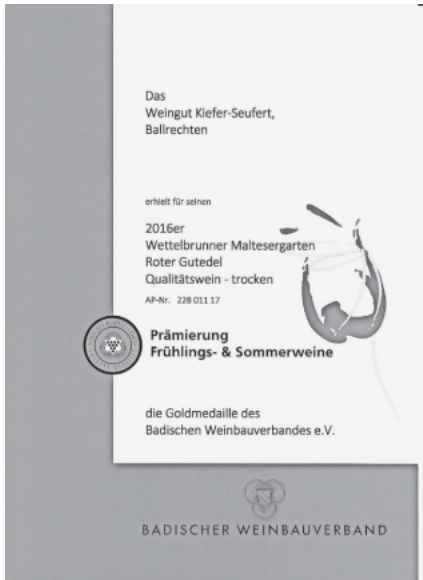 Das
Weingut Kiefer-Seufert,
Ballrechten
erhielt für seinen
2016er
Wettelbrunner Maltesergarten
Roter Gutedel
Qualitätswein - trocken
AP-Nr. 228 011 17
Prämierung
Frühlings- & Sommerweine
die Goldmedaille des
Badischen Weinbauverbandes e.V.
BADISCHER WEINBAUVERBAND